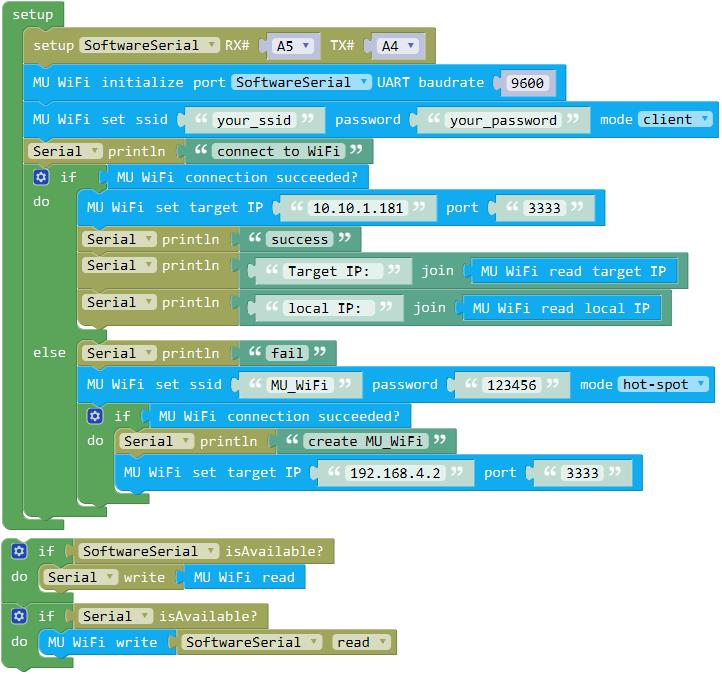 setup
setup SoftwareSerial RX# A5 TX# A4
MU WiFi initialize port SoftwareSerial UART baudrate 9600
MU WiFi set ssid “ your_ssid ” password “ your_password ” mode client
Serial println “ connect to WiFi ”
if MU WiFi connection succeeded?
do MU WiFi set target IP “ 10.10.1.181 ” port “ 3333 ”
Serial println “ success ”
Serial println “ Target IP: ” join MU WiFi read target IP
Serial println “ local IP: ” join MU WiFi read local IP
else Serial println “ fail ”
MU WiFi set ssid “ MU_WiFi ” password “ 123456 ” mode hot-spot
if MU WiFi connection succeeded?
do Serial println “ create MU_WiFi ”
MU WiFi set target IP “ 192.168.4.2 ” port “ 3333 ”
if SoftwareSerial isAvailable?
do Serial write MU WiFi read
if Serial isAvailable?
do MU WiFi write SoftwareSerial read